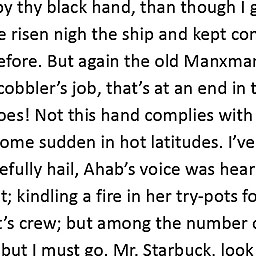 by thy black hand, than though I g
e risen nigh the ship and kept con
efore. But again the old Manxman
cobbler's job, that's at an end in t
oes! Not this hand complies with
ome sudden in hot latitudes. I've
efully hail, Ahab's voice was hear
t; kindling a fire in her try-pots fo
t's crew; but among the number o
but I must go. Mr. Starbuck, look